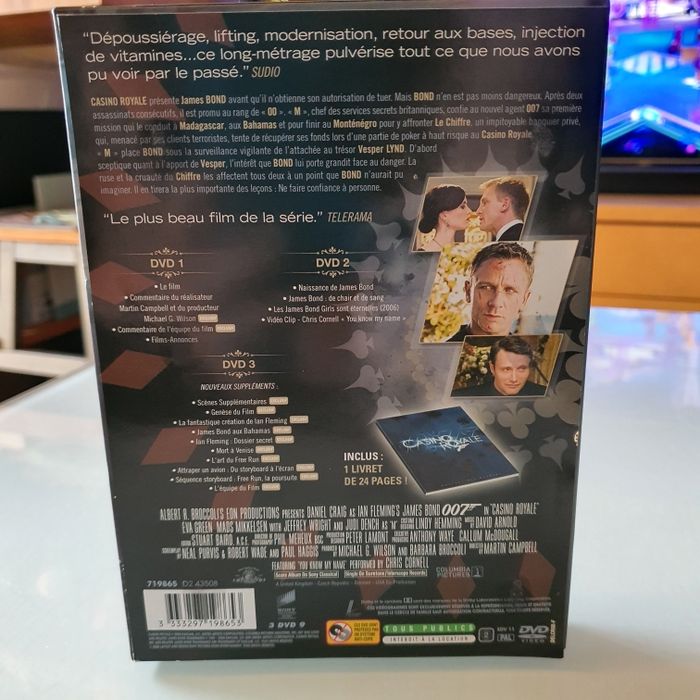 “Dépoussiérage, lifting, modernisation, retour aux bases, injection
de vitamines...ce long-métrage pulvérise tout ce que nous avons
pu voir par le passé.” SUDIO
CASINO ROYALE présente James BOND avant qu'il n'obtienne son autorisation de tuer. Mais BOND n'en est pas moins dangereux. Après deux
assassinats consécutifs, il est promu au rang de « 00 ». « M », chef des services secrets britanniques, confie au nouvel agent 007 sa première
mission qui le conduit à Madagascar, aux Bahamas et pour finir au Monténégro pour y affronter Le Chiffre, un impitoyable banquier privé,
qui, menacé par ses clients terroristes, tente de récupérer ses fonds lors d'une partie de poker à haut risque au Casino Royale.
« M » place BOND sous la surveillance vigilante de l'attachée au trésor Vesper LYND. D'abord
sceptique quant à l'apport de Vesper, l'intérêt que BOND lui porte grandit face au danger. La
ruse et la cruauté du Chiffre les affectent tous deux à un point que BOND n'aurait pu
imaginer. Il en tirera la plus importante des leçons : Ne faire confiance à personne.
“Le plus beau film de la série.” TELERAMA
DVD 1
• Le film
• Commentaire du réalisateur
Martin Campbell et du producteur
Michael G. Wilson
• Commentaire de l'équipe du film
• Films-Annonces
DVD 2
• Naissance de James Bond
• James Bond : de chair et de sang
• Les James Bond Girls sont éternelles (2006)
• Vidéo Clip - Chris Cornell « You know my name »
DVD 3
NOUVEAUX SUPPLÉMENTS :
• Scènes Supplémentaires
• Genèse du Film
• La fantastique création de Ian Fleming
• James Bond aux Bahamas
• Ian Fleming : Dossier secret
• Mort à Venise
• L'art du Free Run
• Attraper un avion : Du storyboard à l'écran
• Séquence storyboard : Free Run, la poursuite
• L'équipe du Film
CASINO ROYALE
INCLUS :
1 LIVRET
DE 24 PAGES !
ALBERT R. BROCCOLI'S EON PRODUCTIONS PRESENTS DANIEL CRAIG AS IAN FLEMING'S JAMES BOND 007 IN “CASINO ROYALE”
EVA GREEN MADS MIKKELSEN WITH JEFFREY WRIGHT AND JUDI DENCH AS “M” LINDY HEMMING DAVID ARNOLD
STUART BAIRD, A.C.E. PHIL MEHEUX BSC PETER LAMONT ANTHONY WAYE CALLUM McDOUGALL
NEAL PURVIS & ROBERT WADE AND PAUL HAGGIS MICHAEL G. WILSON AND BARBARA BROCCOLI MARTIN CAMPBELL
FEATURING “YOU KNOW MY NAME” PERFORMED BY CHRIS CORNELL
COLUMBIA
PICTURES
719865 D2 43508
3 333297 198653
3 DVD 9
SONY
TOUS PUBLICS
INTERDIT À LA LOCATION
2
PAL
DVD
VIDEO